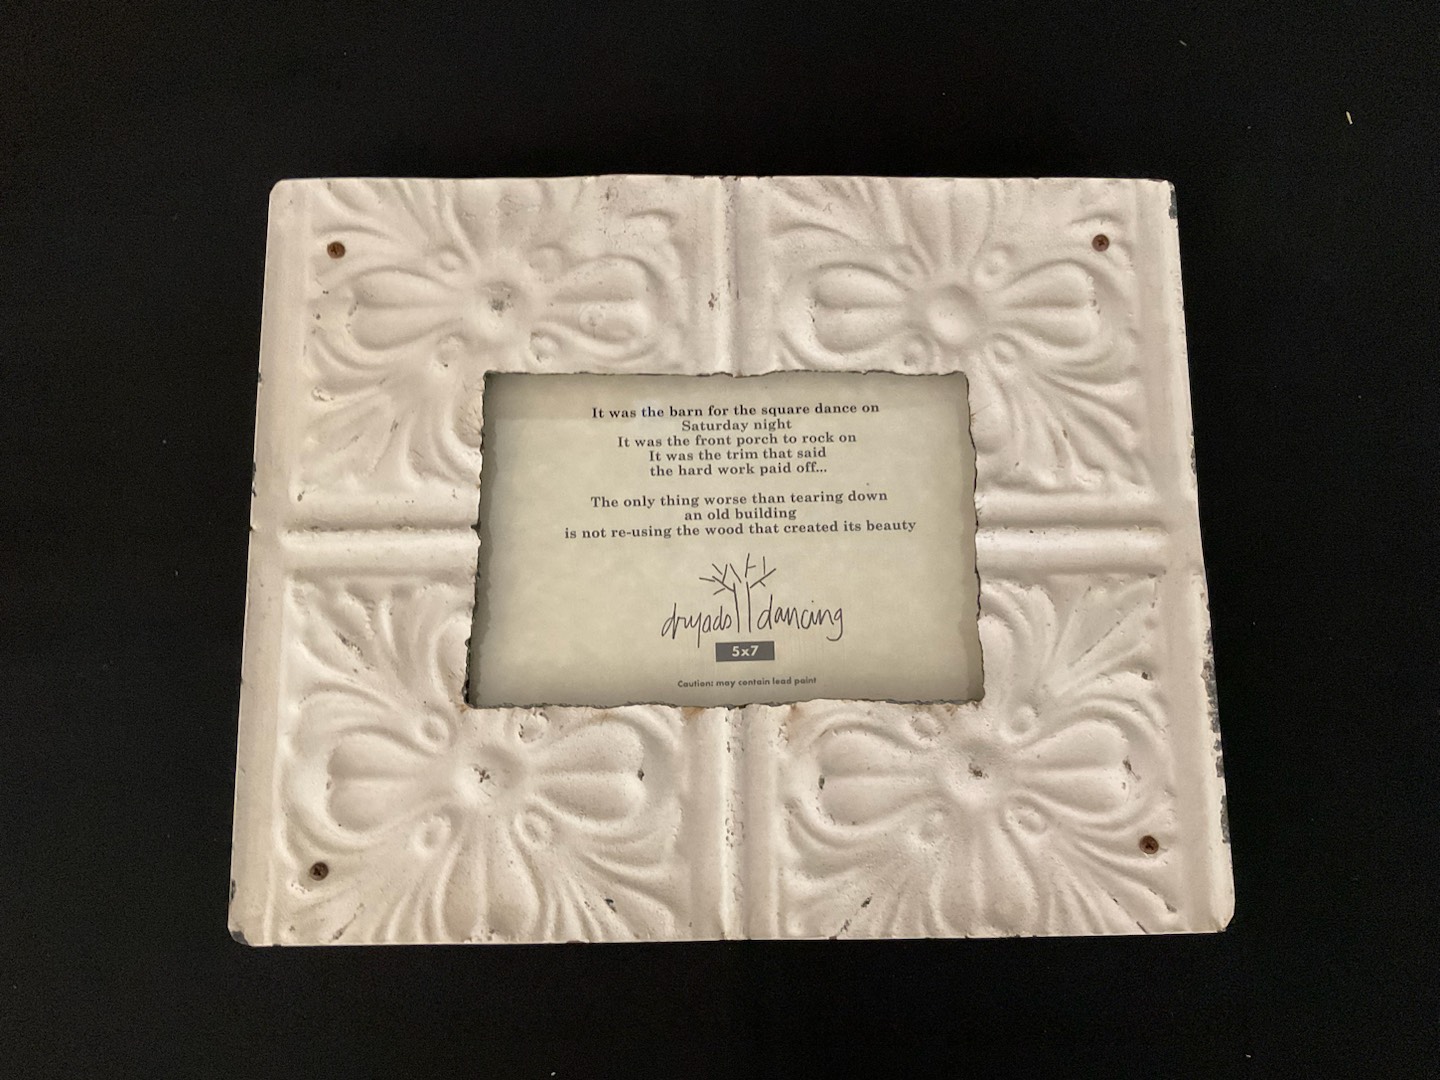 It was the barn for the square dance on
Saturday night
It was the front porch to rock on
It was the trim that said
the hard work paid off...
The only thing worse than tearing down
an old building
is not re-using the wood that created its beauty
dryads dancing
5x7
Caution: may contain lead paint